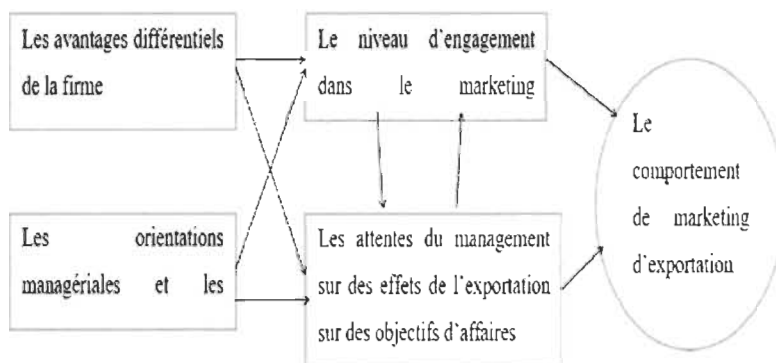 Les avantages différentiels
de la firme
Le niveau d'engagement
dans le marketing
Les orientations
managériales et les
Les attentes du management
sur des effets de l'exportation
sur des objectifs d'affaires
Le
comportement
de marketing
d'exportation